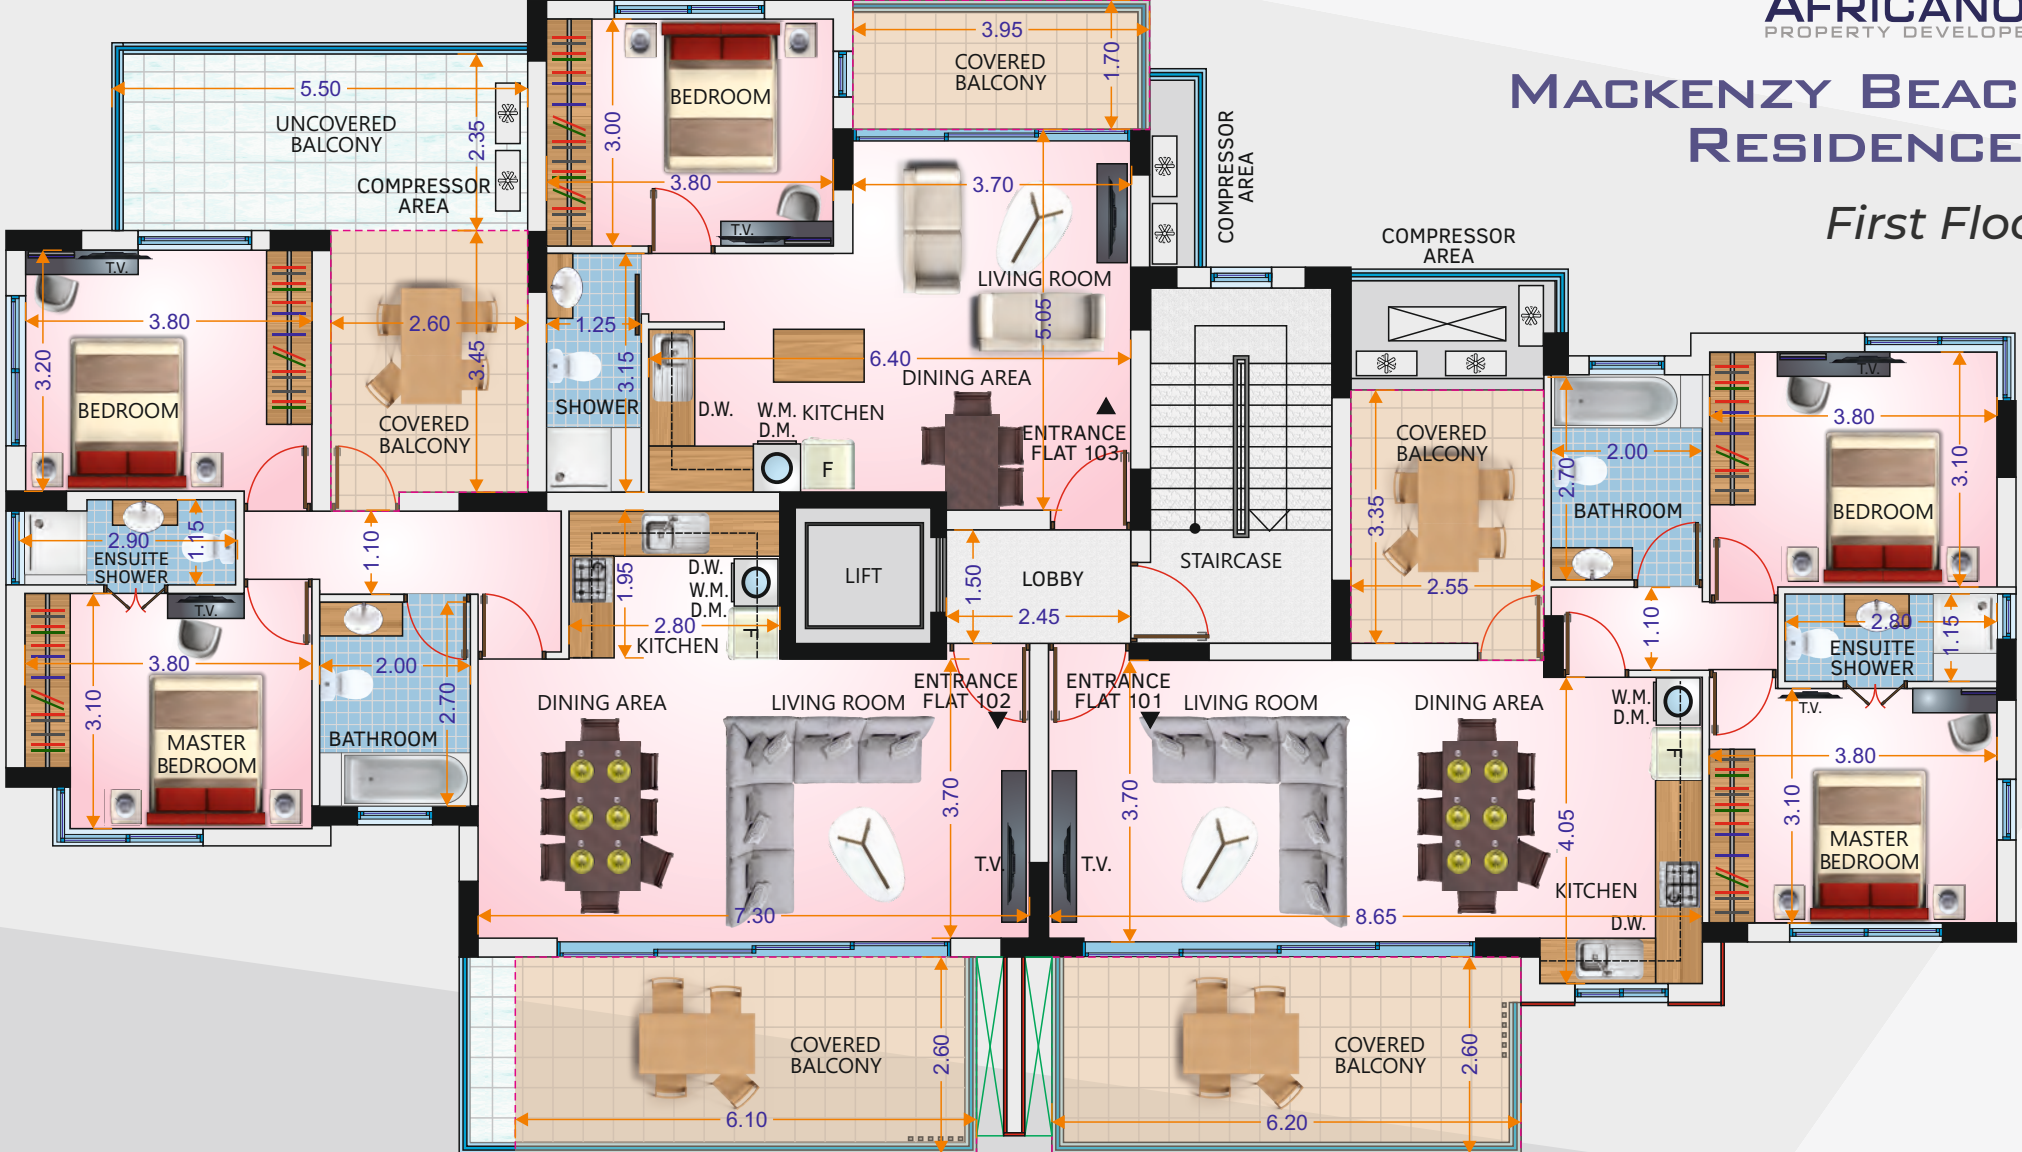 AFRICANO
PROPERTY DEVELOPE
MACKENZY BEAC
RESIDENCE
First Floo
5.50
UNCOVERED
BALCONY
2.35
COMPRESSOR
AREA
3.00
BEDROOM
3.80
T.V.
3.95
COVERED
BALCONY
1.70
COMPRESSOR
AREA
3.70
LIVING ROOM
5.05
6.40
DINING AREA
ENTRANCE
FLAT 103
1.25
3.15
SHOWER
D.W.
W.M.
D.M.
KITCHEN
F
T.V.
3.80
3.20
BEDROOM
2.60
3.45
COVERED
BALCONY
2.90
1.15
ENSUITE
SHOWER
1.10
T.V.
3.80
3.10
MASTER
BEDROOM
2.00
2.70
BATHROOM
1.95
D.W.
W.M.
D.M.
2.80
F
KITCHEN
LIFT
1.50
LOBBY
2.45
STAIRCASE
COMPRESSOR
AREA
COVERED
BALCONY
3.35
2.55
2.70
2.00
BATHROOM
T.V.
3.80
3.10
BEDROOM
1.10
2.80
1.15
ENSUITE
SHOWER
T.V.
3.80
3.10
MASTER
BEDROOM
DINING AREA
LIVING ROOM
ENTRANCE
FLAT 102
3.70
T.V.
7.30
ENTRANCE
FLAT 101
LIVING ROOM
DINING AREA
3.70
T.V.
8.65
W.M.
D.M.
F
4.05
KITCHEN
D.W.
COVERED
BALCONY
2.60
6.10
COVERED
BALCONY
2.60
6.20